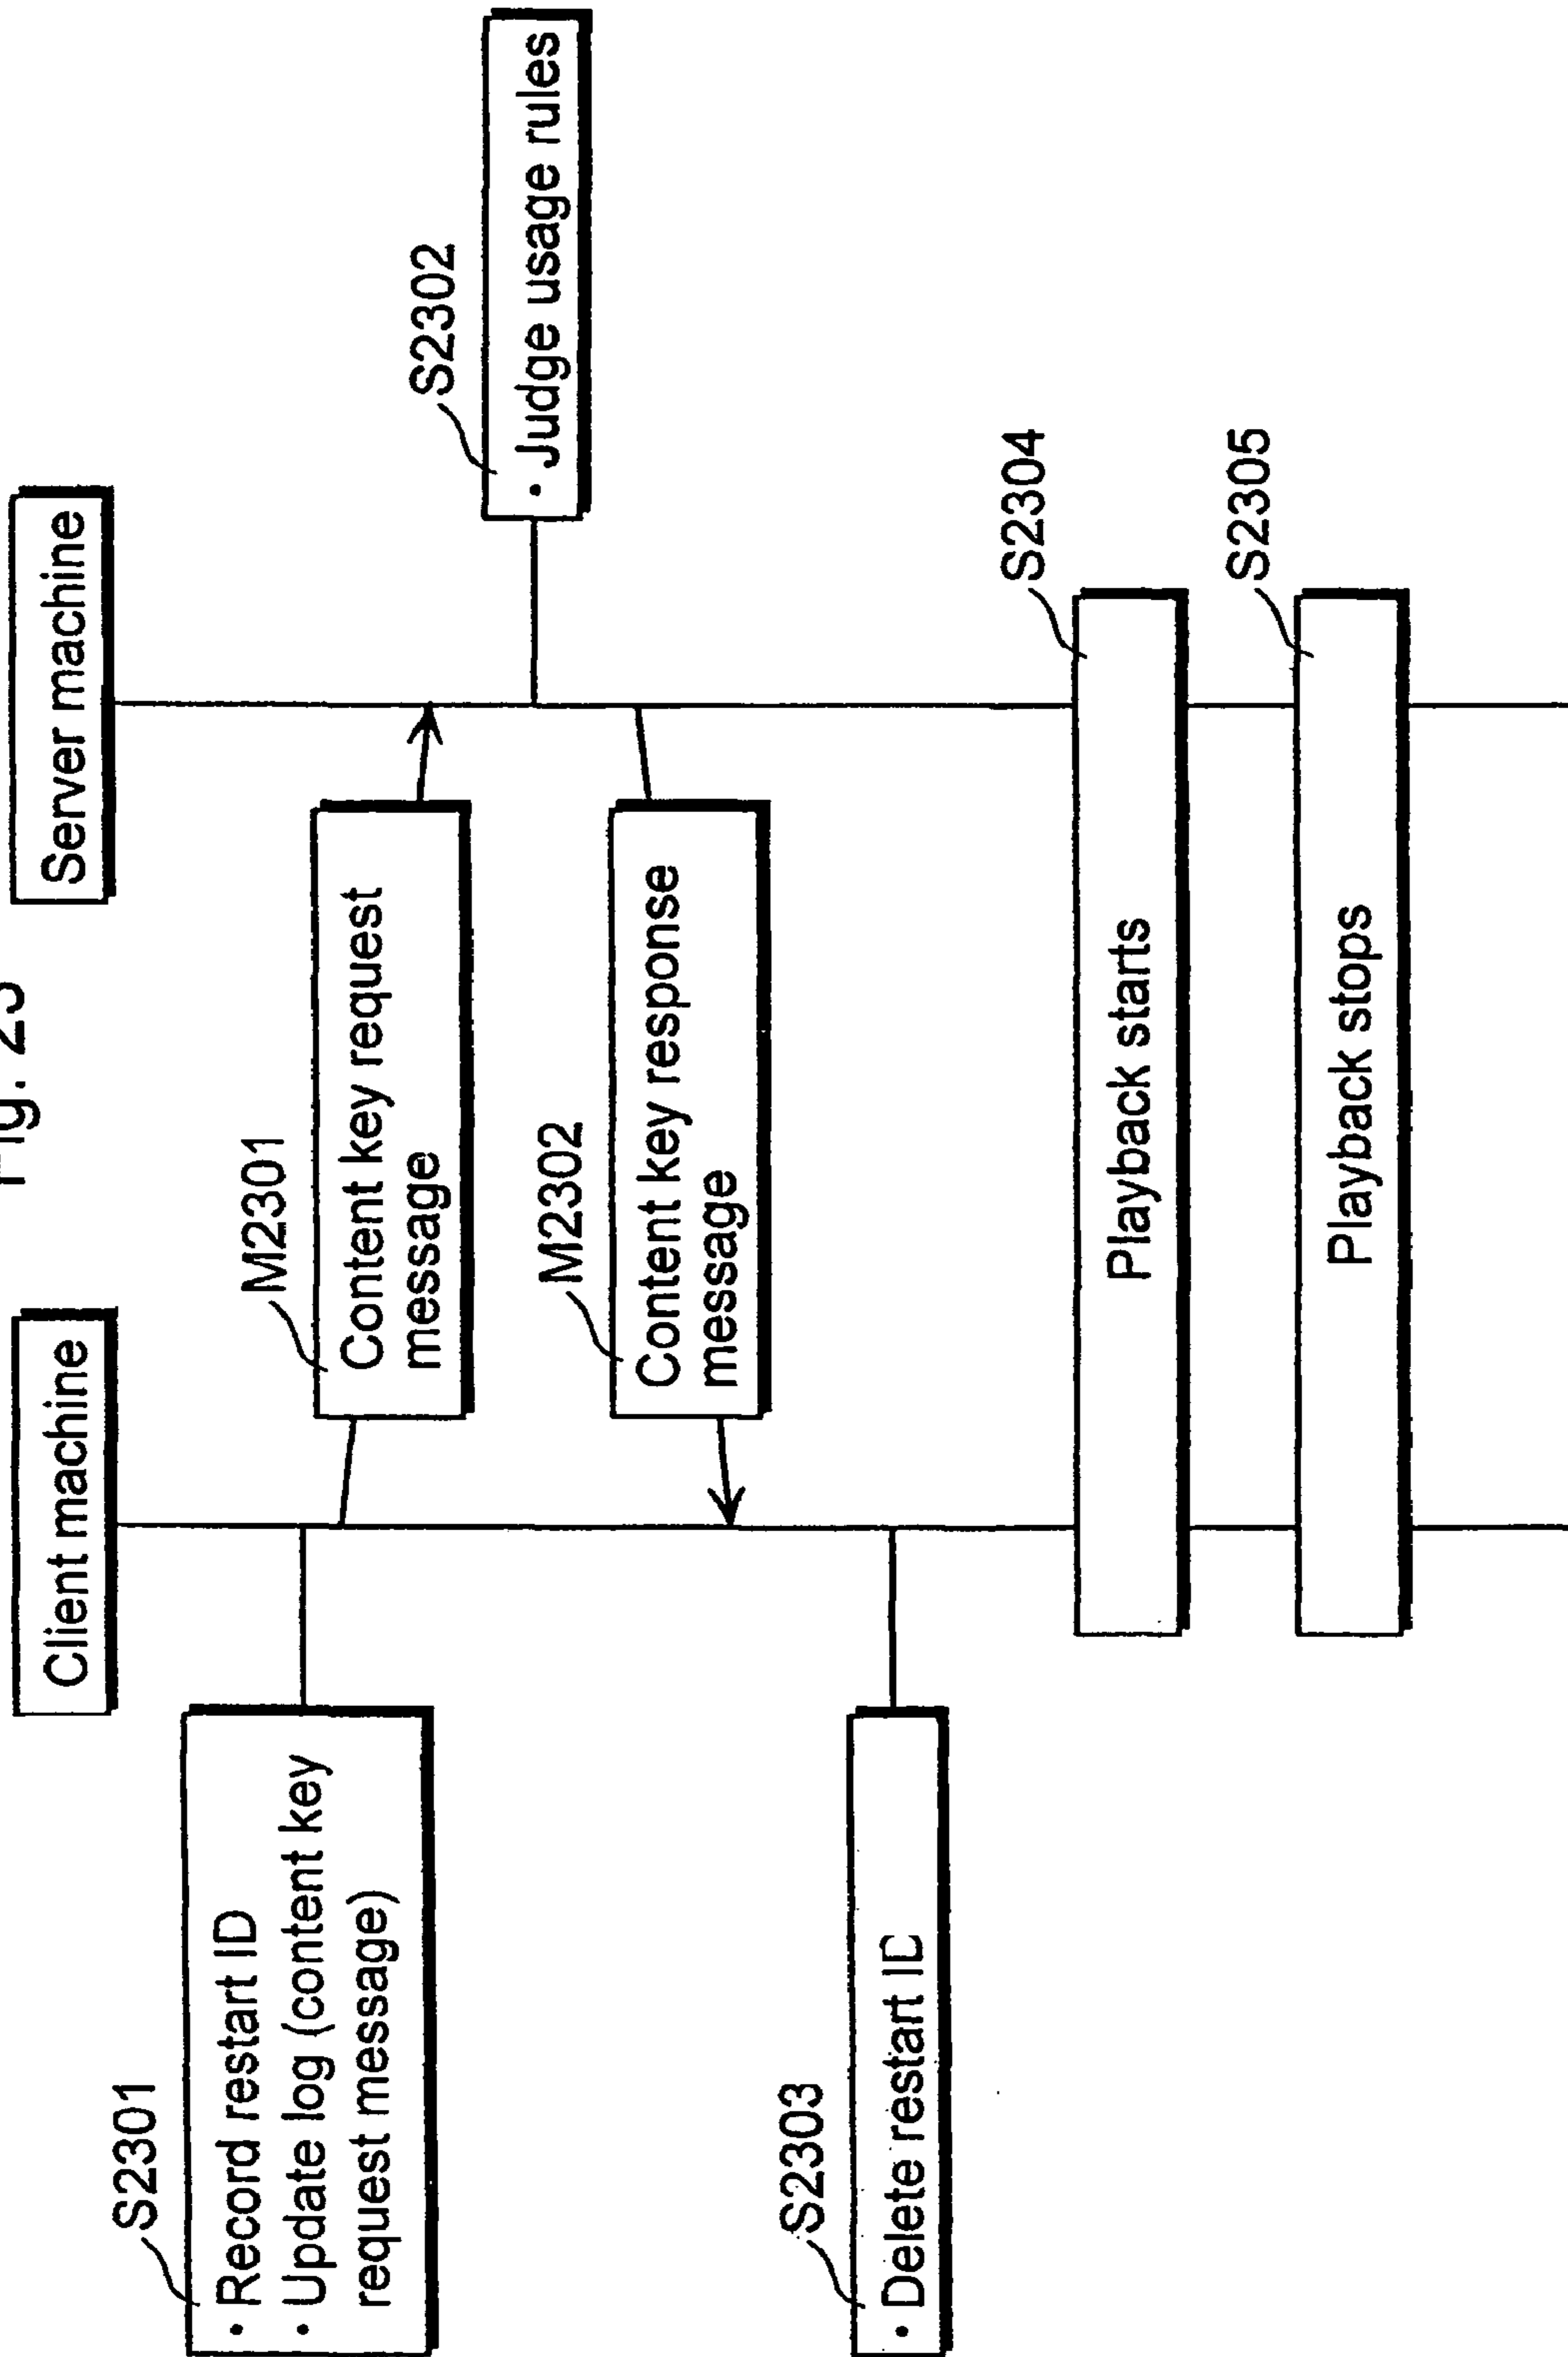 Fig. 23
Client machine
Server machine
S2301
• Record restart ID
• Update log (content key
request message)
M2301
Content key request
message
S2302
• Judge usage rules
M2302
Content key response
message
S2303
• Delete restart ID
S2304
Playback starts
S2305
Playback stops